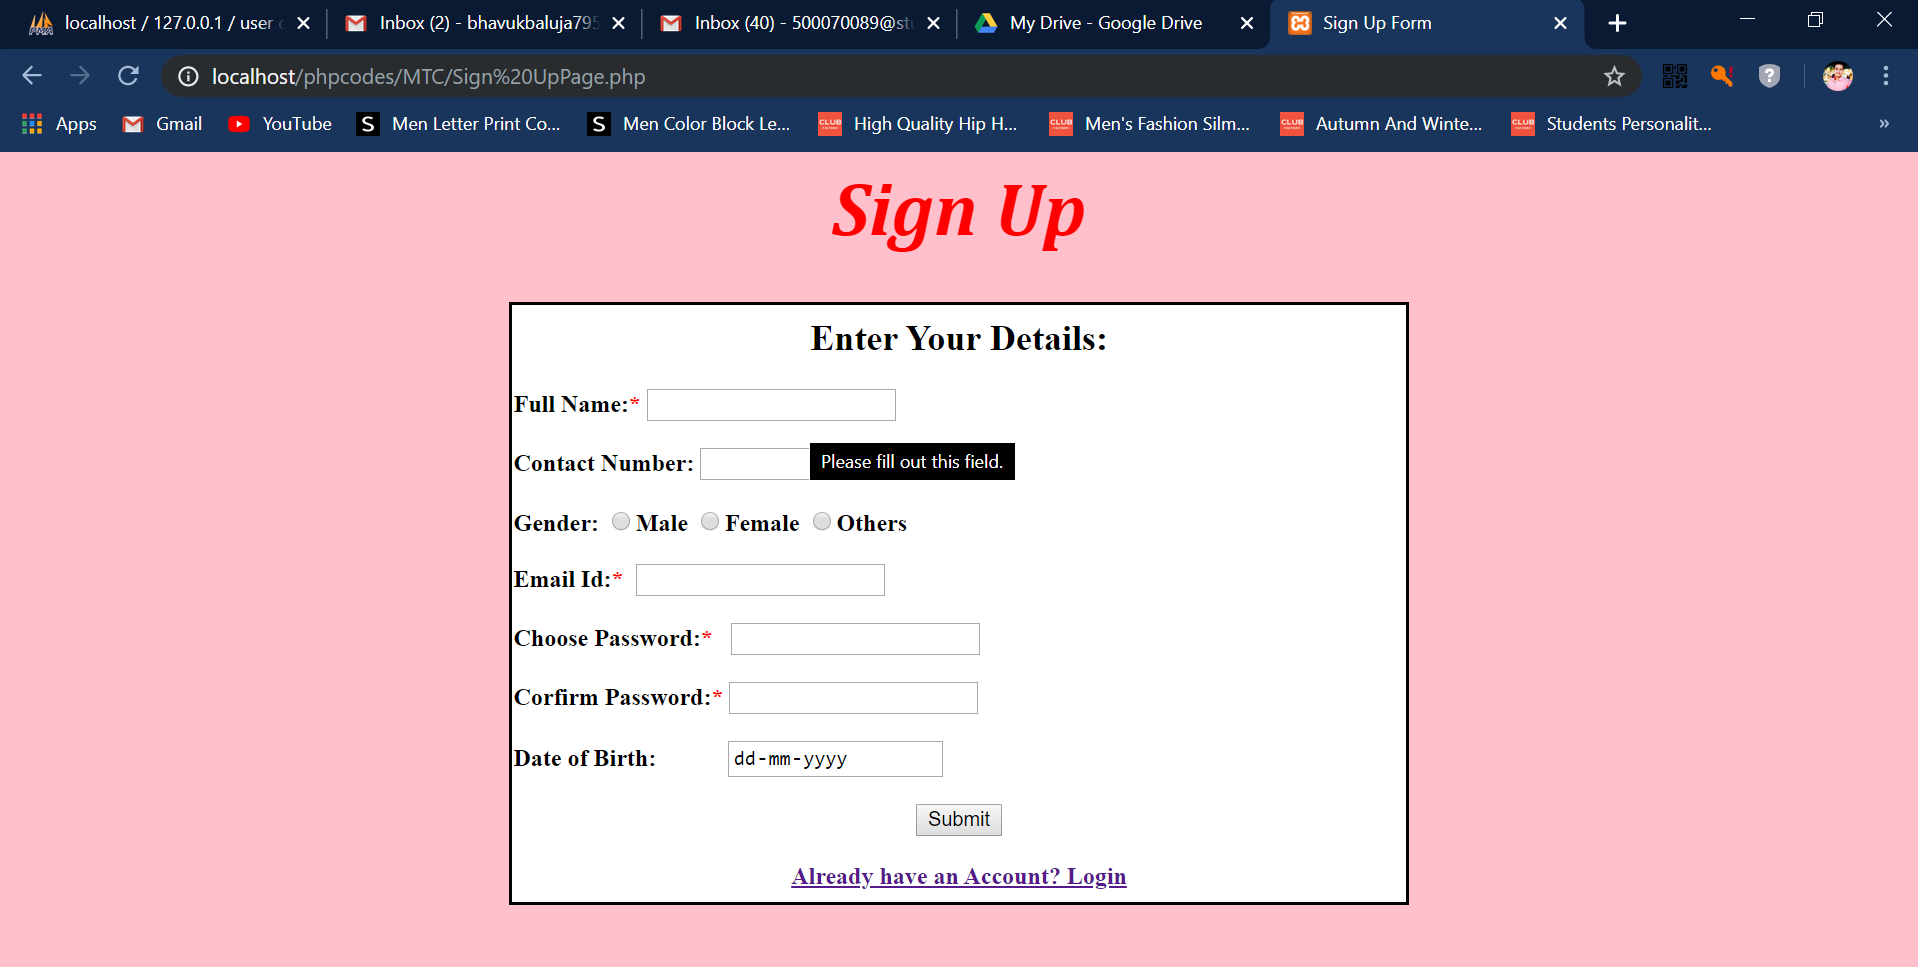 localhost / 127.0.0.1 / user
Inbox (2) - bhavukbaluja795
Inbox (40) - 500070089@stu
My Drive - Google Drive
Sign Up Form
localhost/phpcodes/MTC/Sign%20UpPage.php
Apps
Gmail
YouTube
Men Letter Print Co...
Men Color Block Le...
High Quality Hip H...
Men's Fashion Silm...
Autumn And Winte...
Students Personalit...
»
Sign Up
Enter Your Details:
Full Name:*
Contact Number:
Please fill out this field.
Gender: Male Female Others
Email Id:*
Choose Password:*
Corfirm Password:*
Date of Birth: dd-mm-yyyy
Submit
Already have an Account? Login